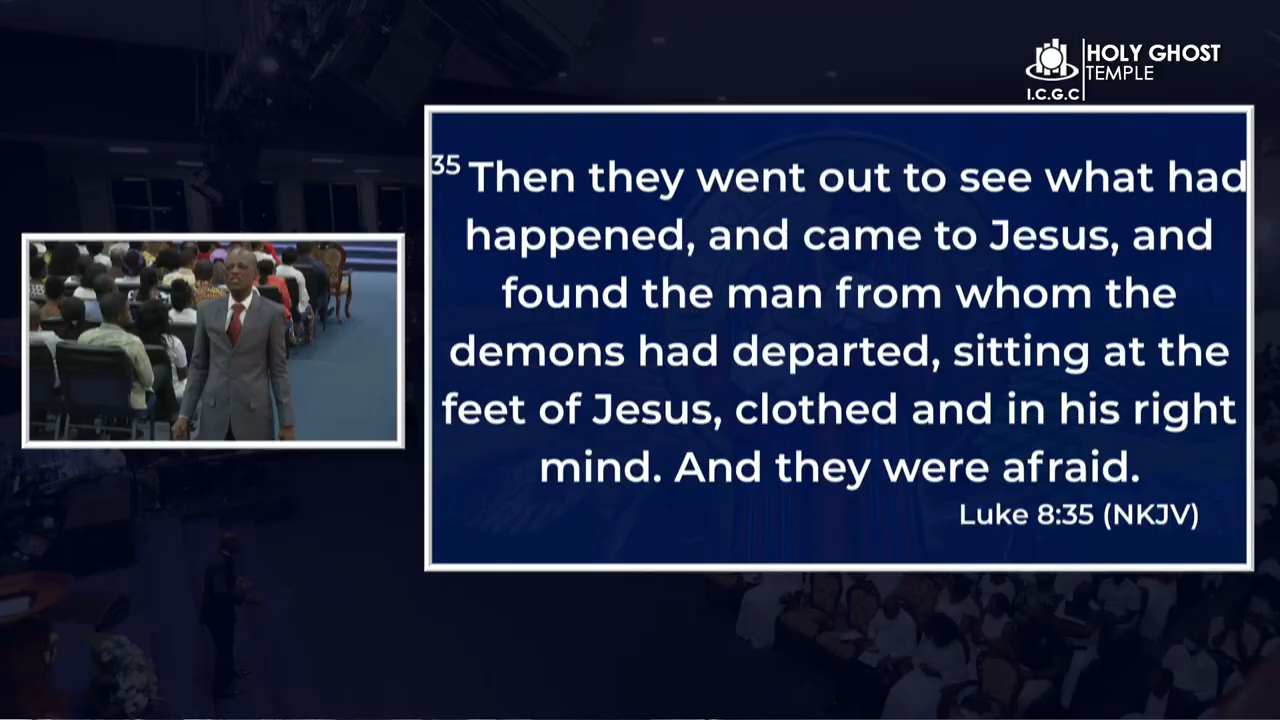 HOLY GHOST
TEMPLE
I.C.G.C
35 Then they went out to see what had
happened, and came to Jesus, and
found the man from whom the
demons had departed, sitting at the
feet of Jesus, clothed and in his right
mind. And they were afraid.
Luke 8:35 (NKJV)